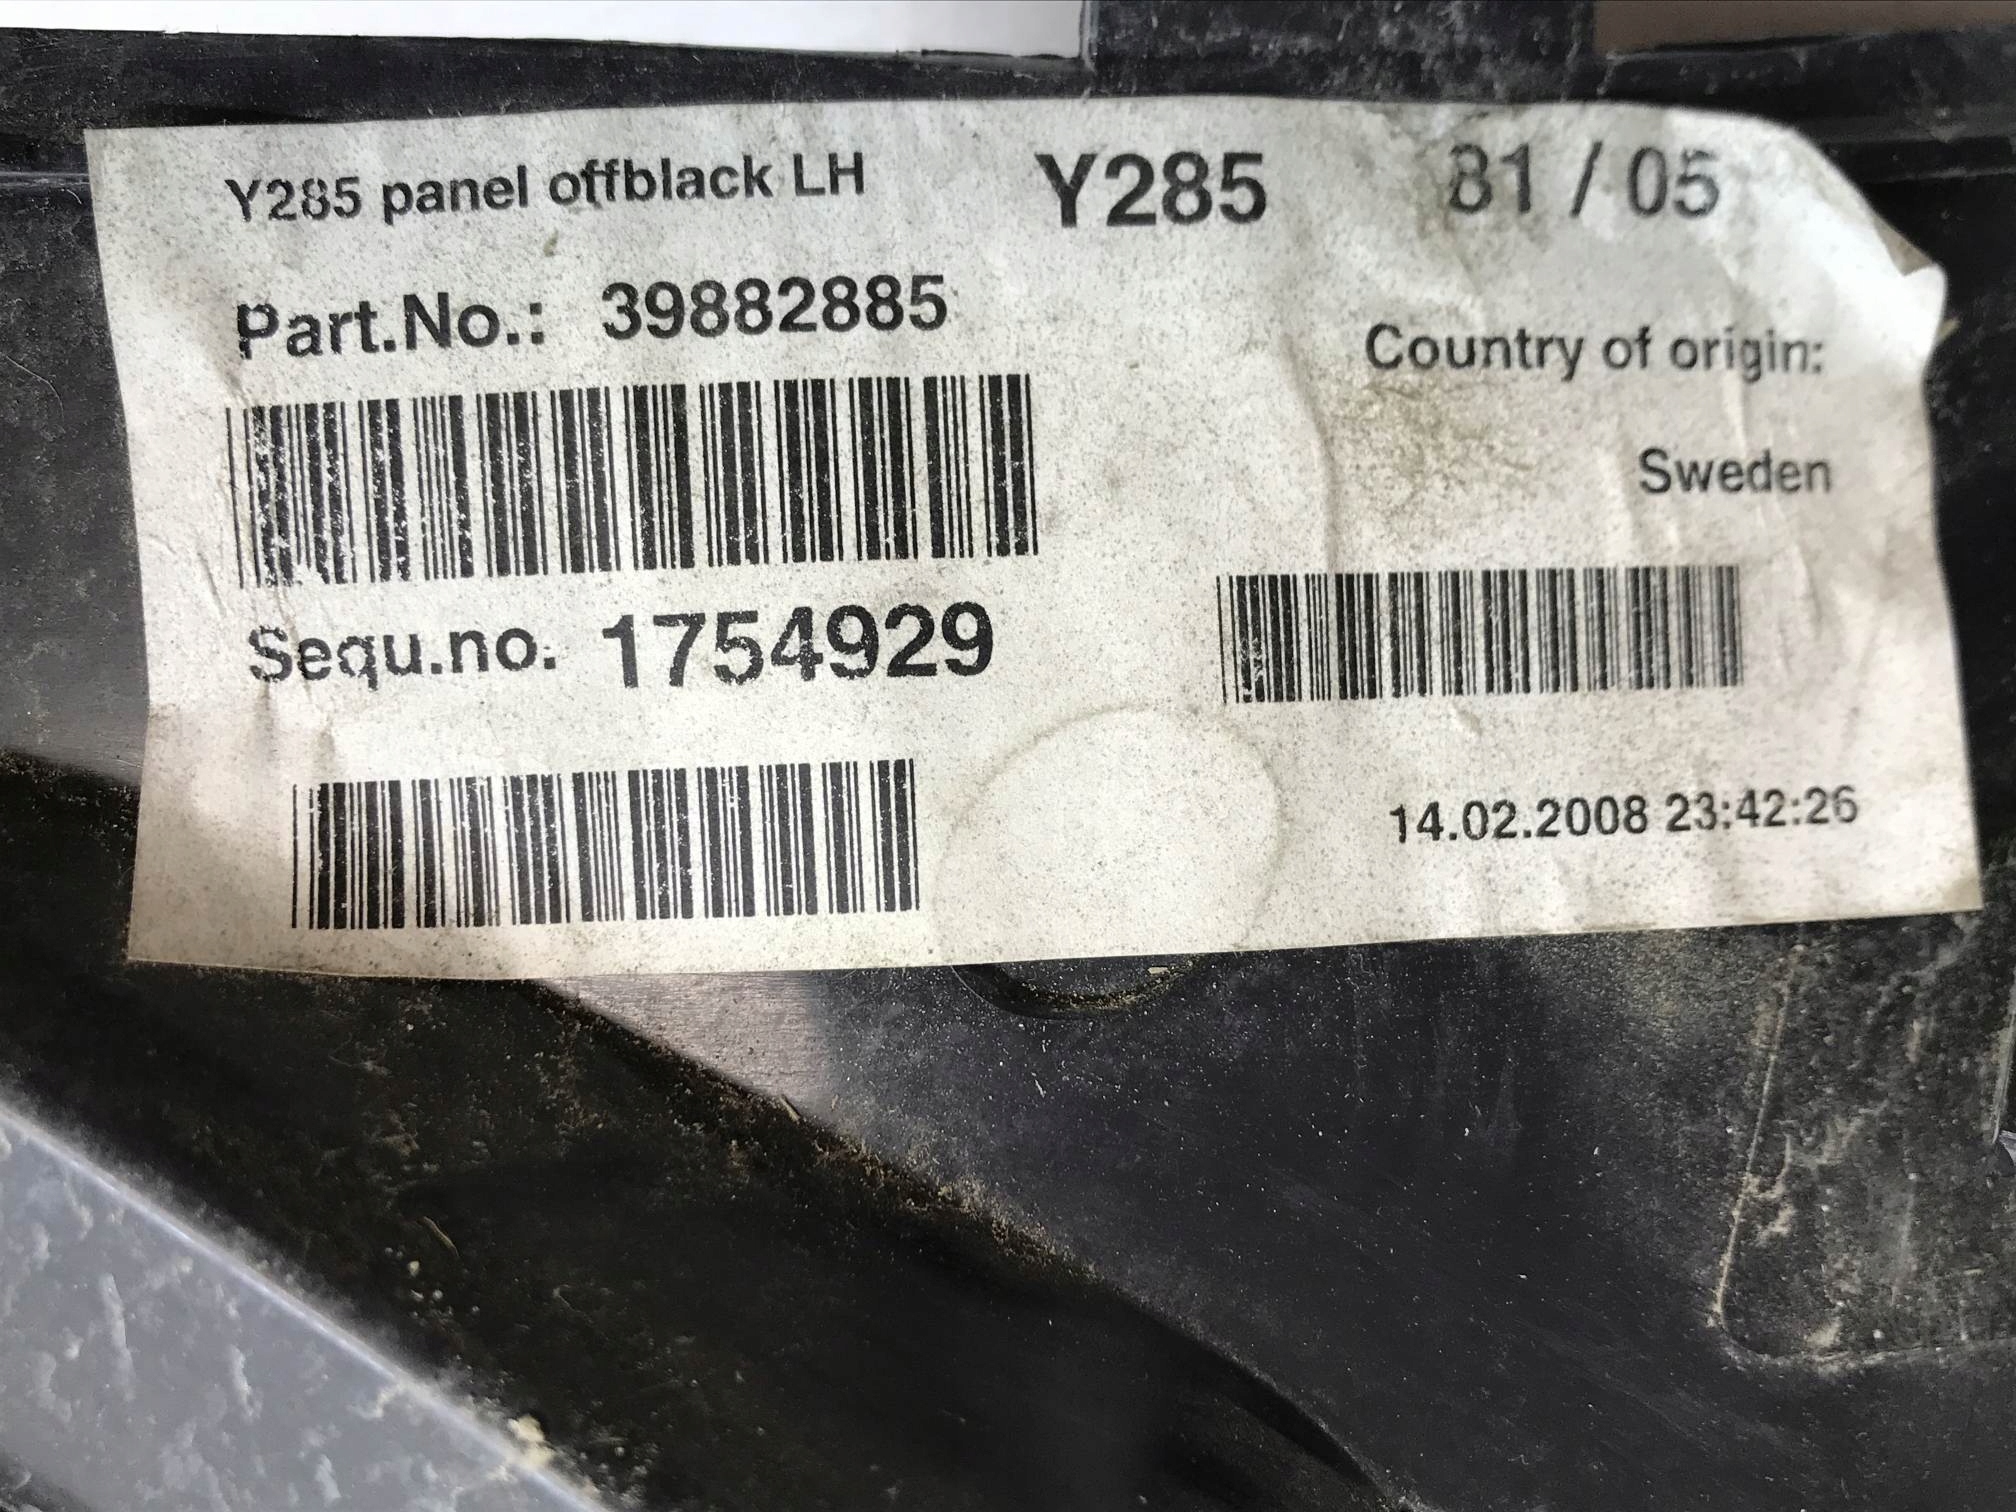 Y285 panel offblack LH Y285 81 / 05
Part.No.: 39882885
Country of origin:
Sweden
Sequ.no. 1754929
14.02.2008 23:42:26